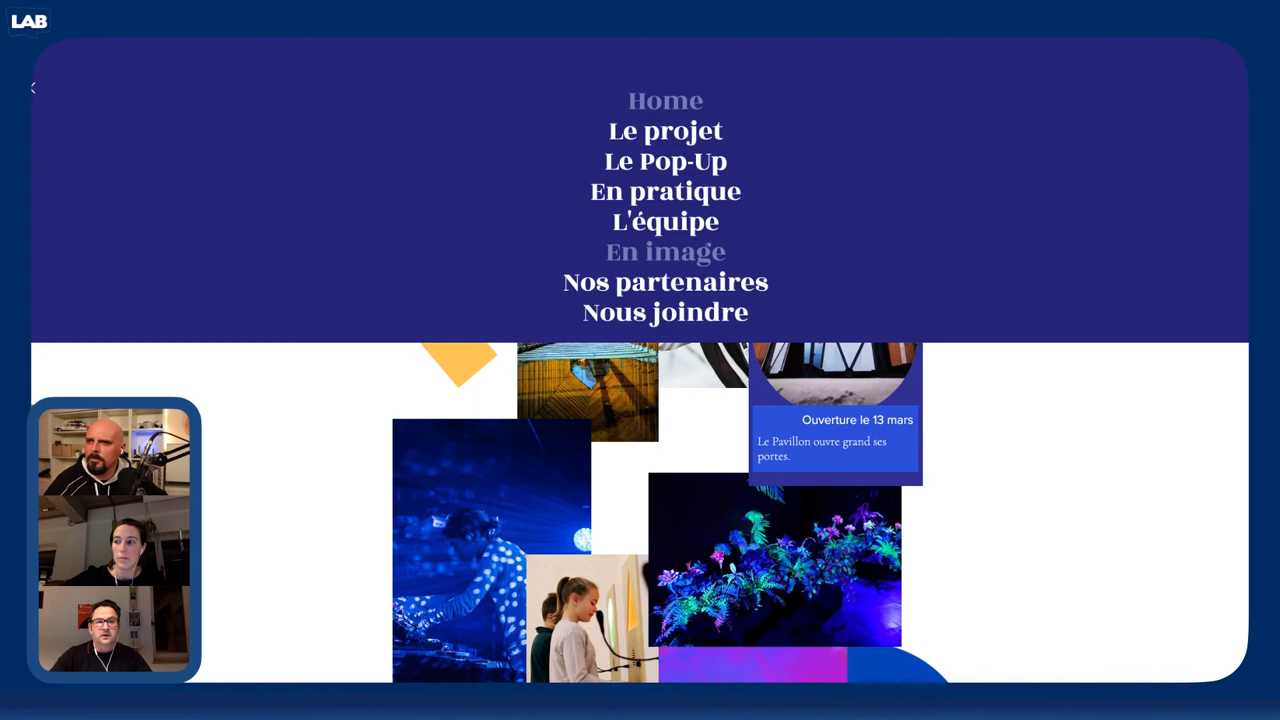 LAB
Home
Le projet
Le Pop-Up
En pratique
L'équipe
En image
Nos partenaires
Nous joindre
Ouverture le 13 mars
Le Pavillon ouvre grand ses
portes.